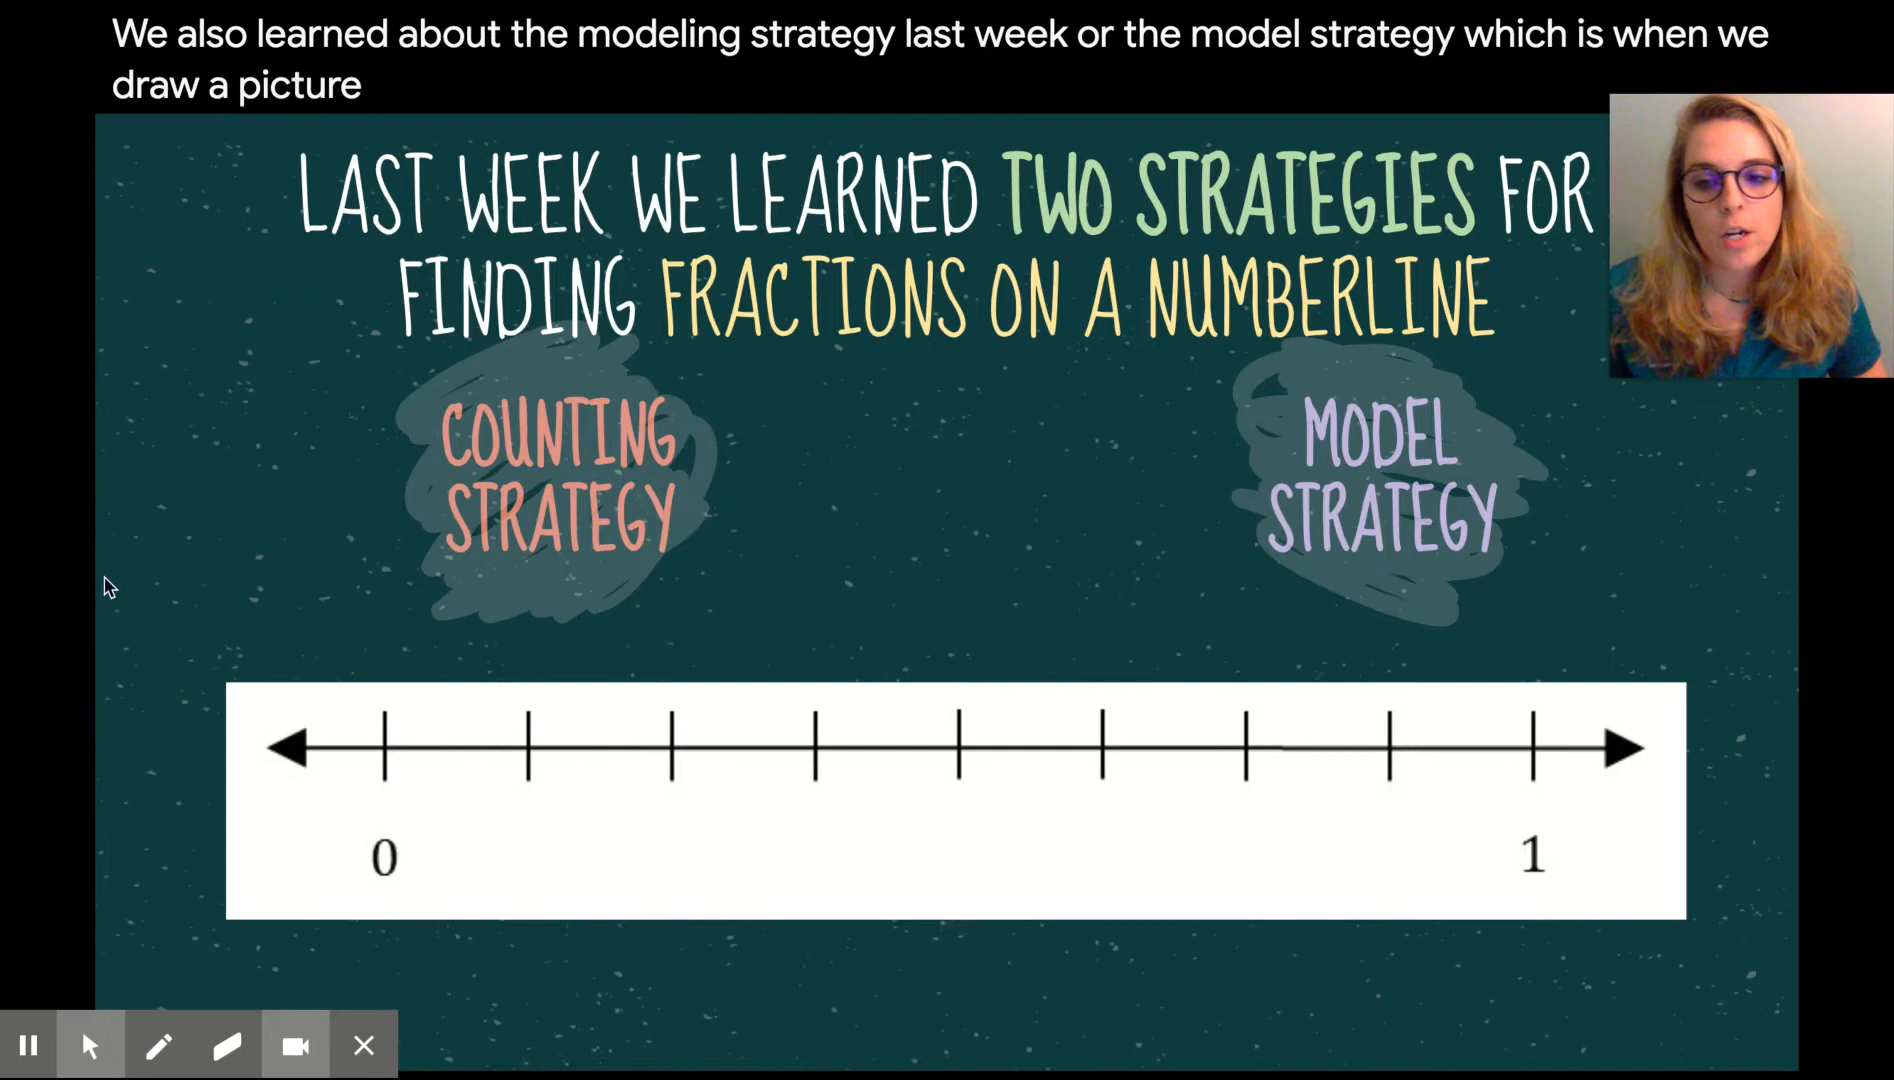 We also learned about the modeling strategy last week or the model strategy which is when we
draw a picture
LAST WEEK WE LEARNED TWO STRATEGIES FOR
FINDING FRACTIONS ON A NUMBERLINE
COUNTING
STRATEGY
MODEL
STRATEGY
0
1